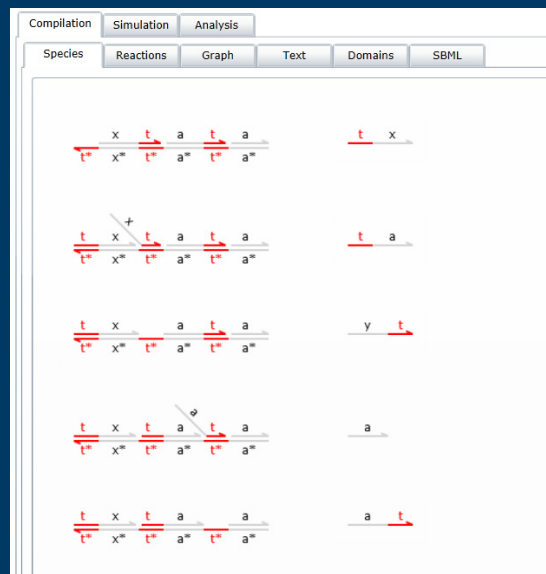 Compilation Simulation Analysis
Species Reactions Graph Text Domains SBML
x t a t a
t* x* t* a* t* a*
t x
x
t x t a t a
t* x* t* a* t* a*
t a
t x a t a
t* x* t* a* t* a*
y t
a
t x t a t a
t* x* t* a* t* a*
a
t x t a a
t* x* t* a* t* a*
a t